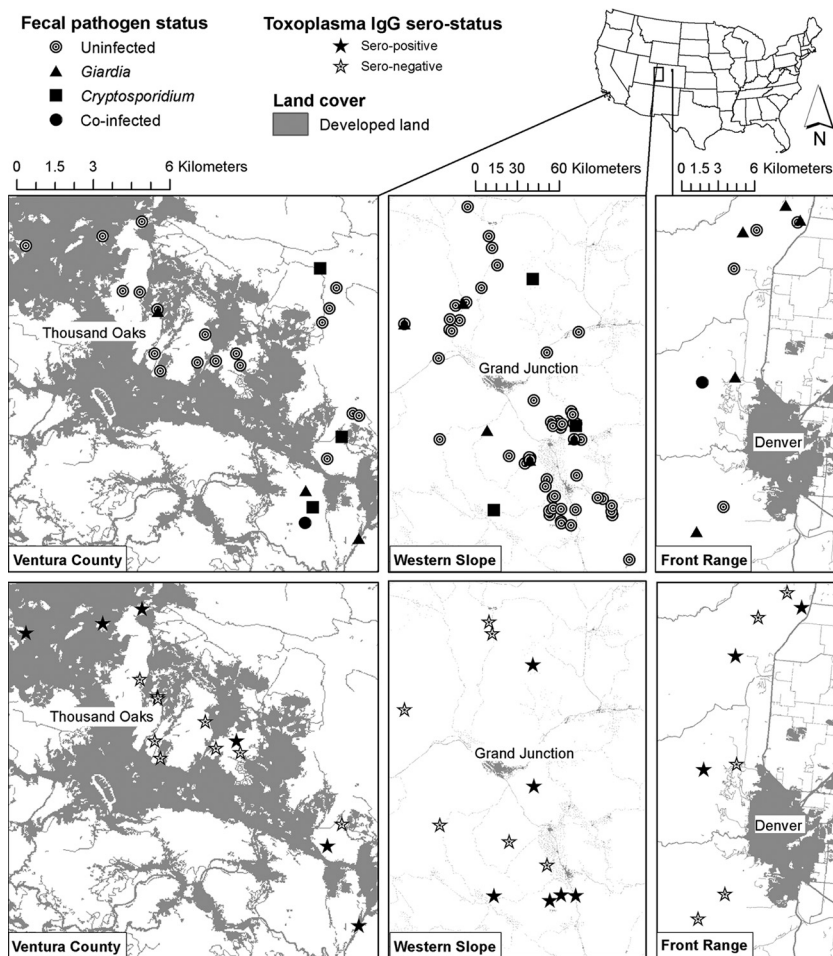 Fecal pathogen status
Uninfected
Giardia
Cryptosporidium
Co-infected
Toxoplasma IgG sero-status
Sero-positive
Sero-negative
Land cover
Developed land
N
0 1.5 3 6 Kilometers
0 15 30 60 Kilometers
0 1.5 3 6 Kilometers
Thousand Oaks
Ventura County
Grand Junction
Western Slope
Denver
Front Range
Thousand Oaks
Ventura County
Grand Junction
Western Slope
Denver
Front Range